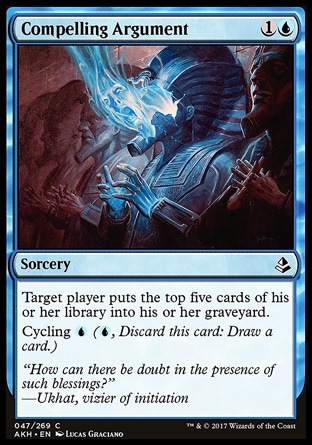 Compelling Argument 1
Sorcery
Target player puts the top five cards of his
or her library into his or her graveyard.
Cycling (, Discard this card: Draw a
card.)
“How can there be doubt in the presence of
such blessings?”
—Ukhat, vizier of initiation
047/269 C
AKH • EN Lucas Graciano
™ & © 2017 Wizards of the Coast